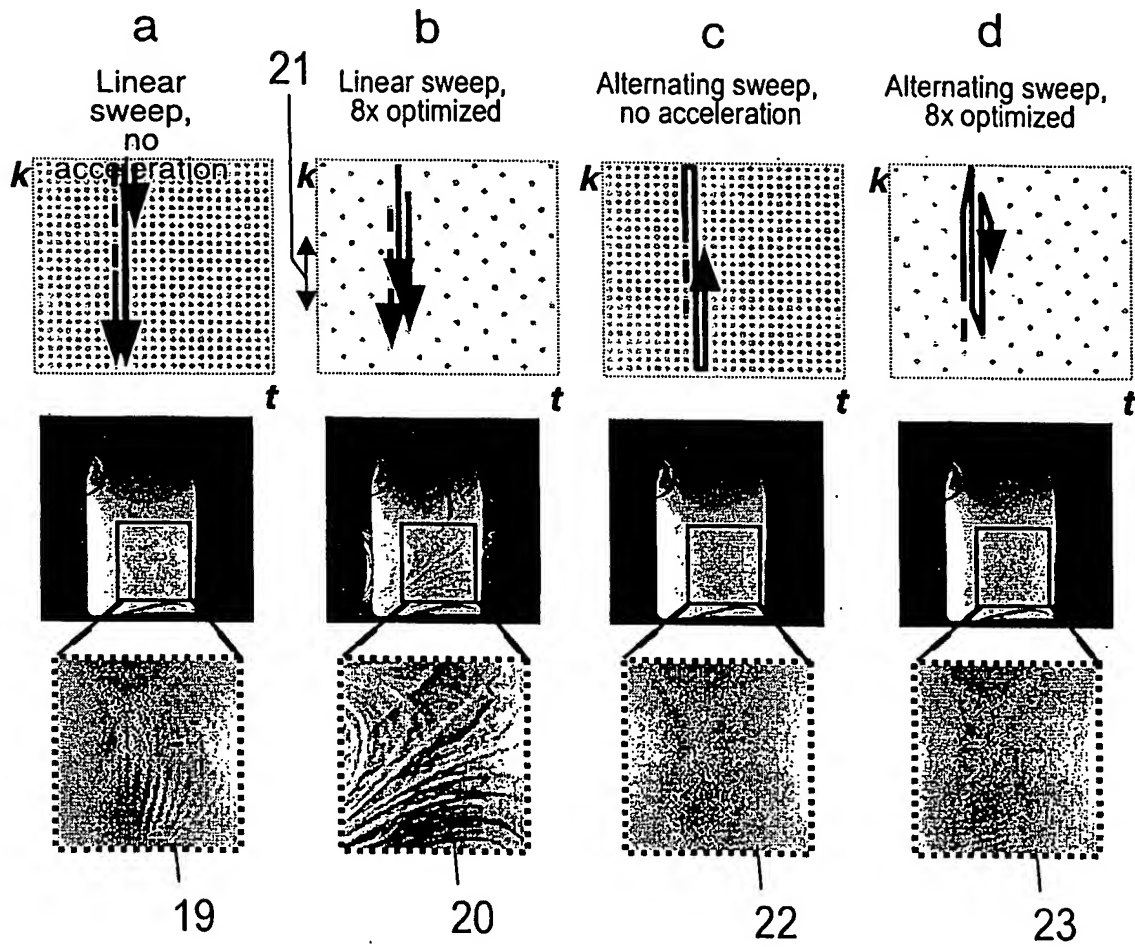 a
b
c
d
Linear
sweep,
no
acceleration
21
Linear sweep,
8x optimized
Alternating sweep,
no acceleration
Alternating sweep,
8x optimized
k
k
k
k
t
t
t
t
19
20
22
23